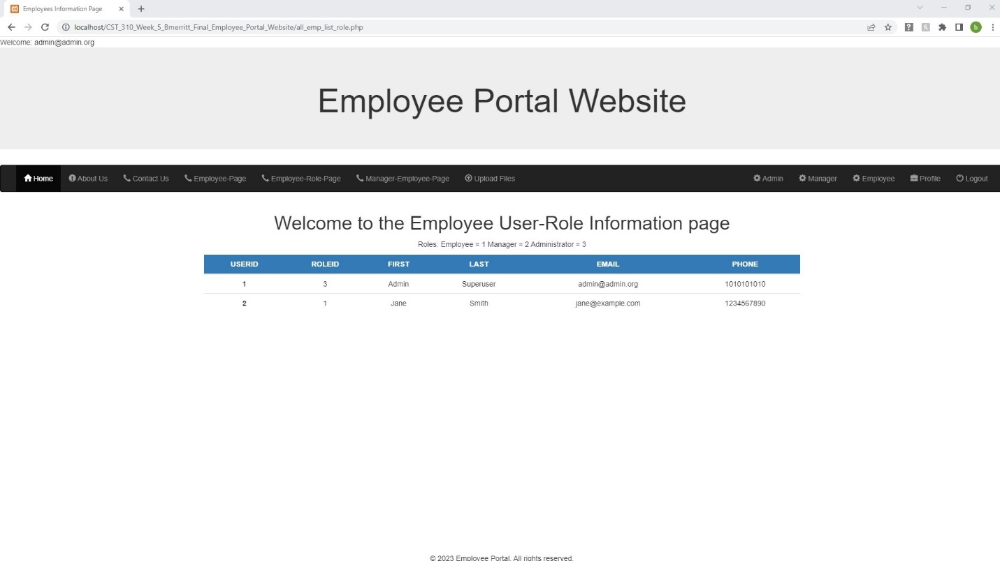 Employees Information Page
localhost/CST_310_Week_5_Bmerritt_Final_Employee_Portal_Website/all_emp_list_role.php
b
Welcome: admin@admin.org
Employee Portal Website
Home About Us Contact Us Employee-Page Employee-Role-Page Manager-Employee-Page Upload Files Admin Manager Employee Profile Logout
Welcome to the Employee User-Role Information page
Roles: Employee = 1 Manager = 2 Administrator = 3
USERID ROLEID FIRST LAST EMAIL PHONE
1 3 Admin Superuser admin@admin.org 1010101010
2 1 Jane Smith jane@example.com 1234567890
© 2023 Employee Portal. All rights reserved.